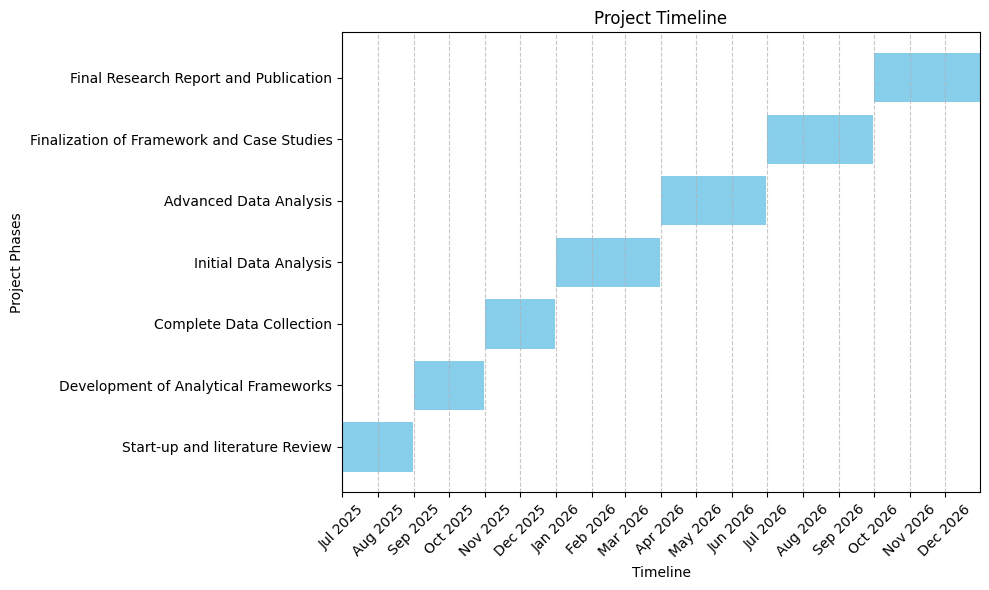 Project Timeline
Final Research Report and Publication
Finalization of Framework and Case Studies
Advanced Data Analysis
Initial Data Analysis
Complete Data Collection
Development of Analytical Frameworks
Start-up and literature Review
Project Phases
Jul 2025
Aug 2025
Sep 2025
Oct 2025
Nov 2025
Dec 2025
Jan 2026
Feb 2026
Mar 2026
Apr 2026
May 2026
Jun 2026
Jul 2026
Aug 2026
Sep 2026
Oct 2026
Nov 2026
Dec 2026
Timeline